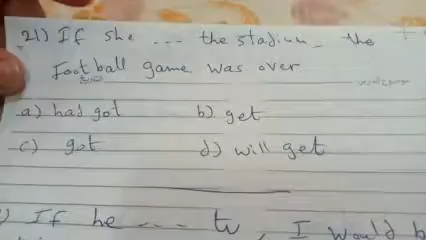 21) If she --- the stadium - the
Football game was over
a) had got b) get
c) got d) will get
) If he --- tv, I would b